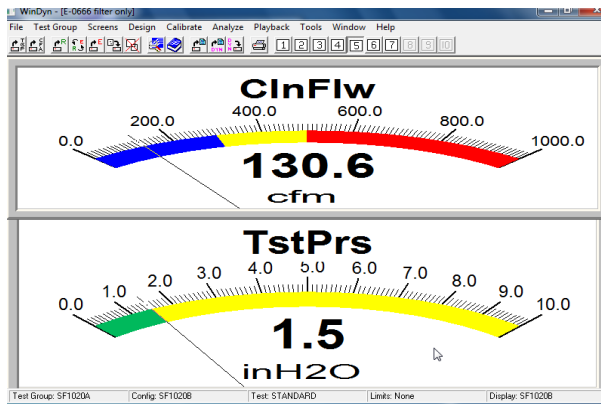 WinDyn - [E-0666 filter only]
File Test Group Screens Design Calibrate Analyze Playback Tools Window Help
1 2 3 4 5 6 7 8 9 10
ClnFlw
0.0 200.0 400.0 600.0 800.0 1000.0
130.6
cfm
TstPrs
0.0 1.0 2.0 3.0 4.0 5.0 6.0 7.0 8.0 9.0 10.0
1.5
inH2O
Test Group: SF1020A Config: SF1020B Test: STANDARD Limits: None Display: SF1020B